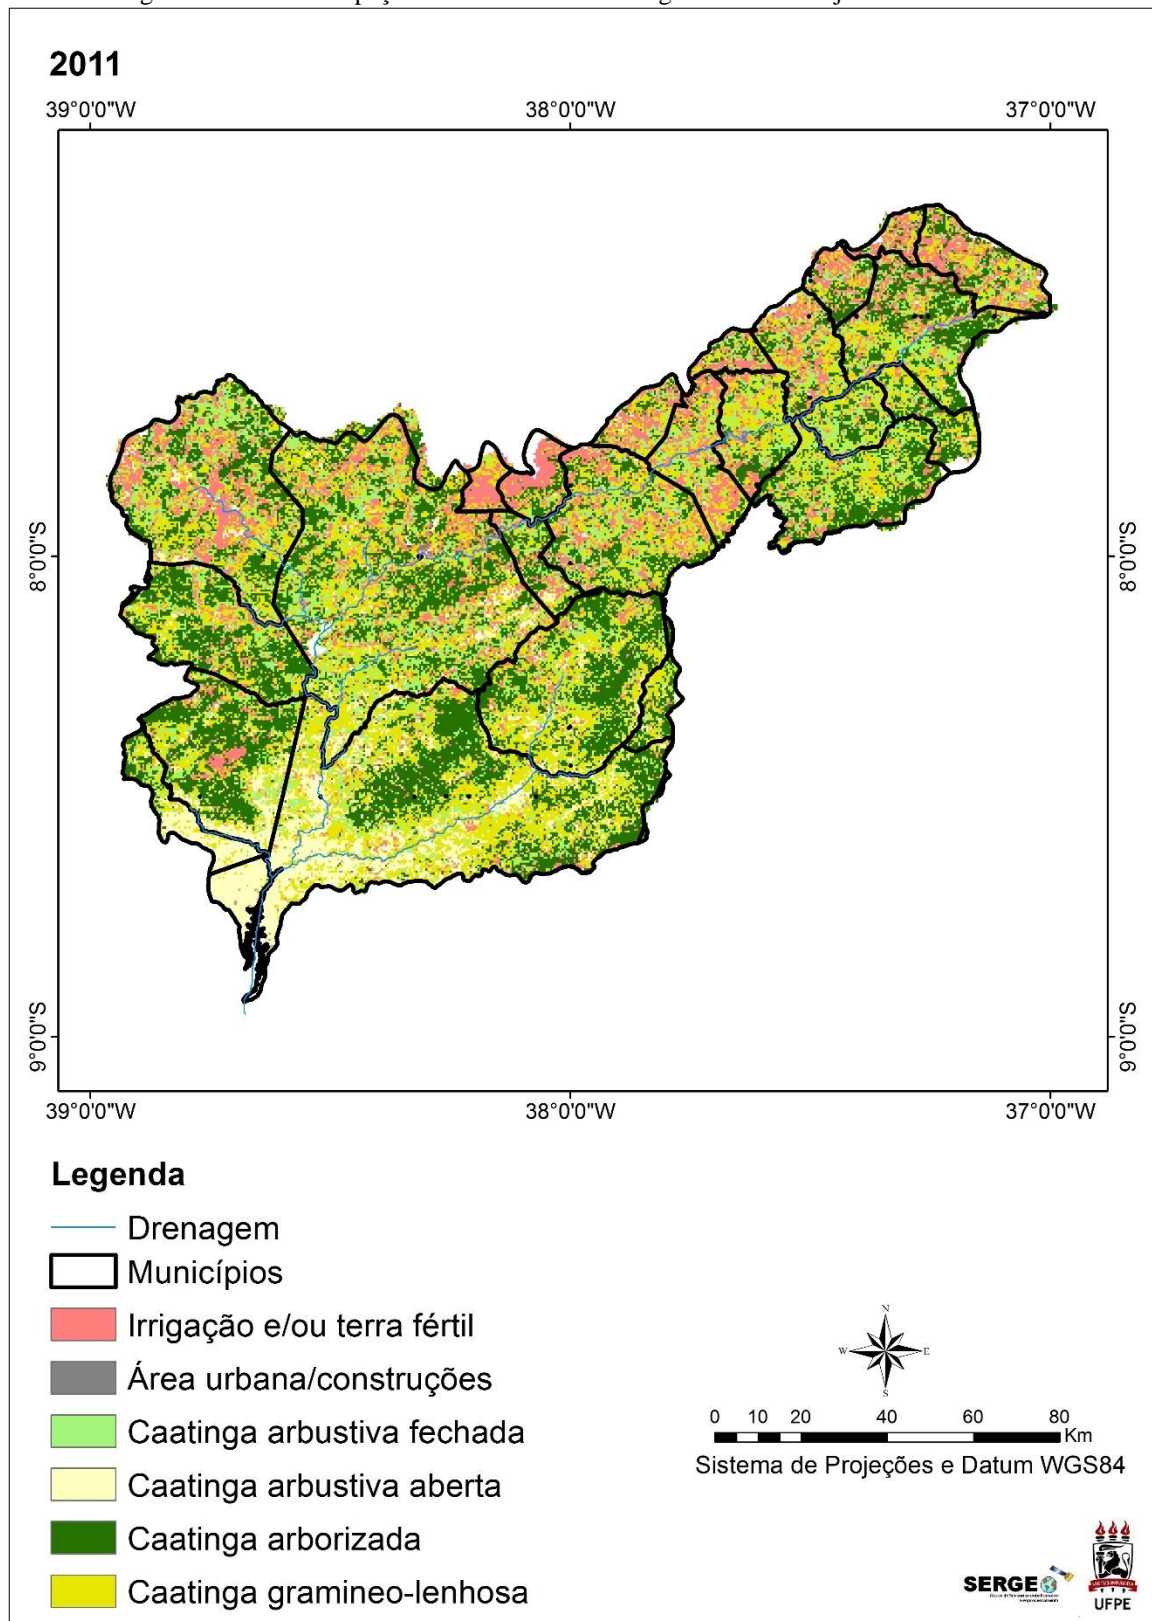 2011
39°0'0"W 38°0'0"W 37°0'0"W
8°0'0"S 8°0'0"S
9°0'0"S 9°0'0"S
39°0'0"W 38°0'0"W 37°0'0"W
Legenda
Drenagem
Municípios
Irrigação e/ou terra fértil
Área urbana/construções
Caatinga arbustiva fechada
Caatinga arbustiva aberta
Caatinga arborizada
Caatinga gramineo-lenhosa
N
W E
S
0 10 20 40 60 80
Km
Sistema de Projeções e Datum WGS84
SERGEO
UFPE